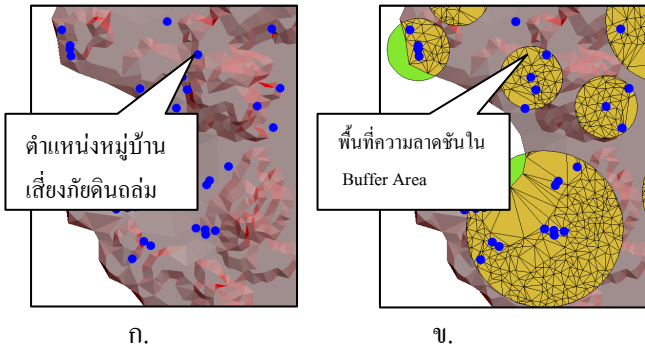 ตำแหน่งหมู่บ้าน
เสี่ยงภัยดินถล่ม
พื้นที่ความลาดชันใน
Buffer Area
ก.
ข.